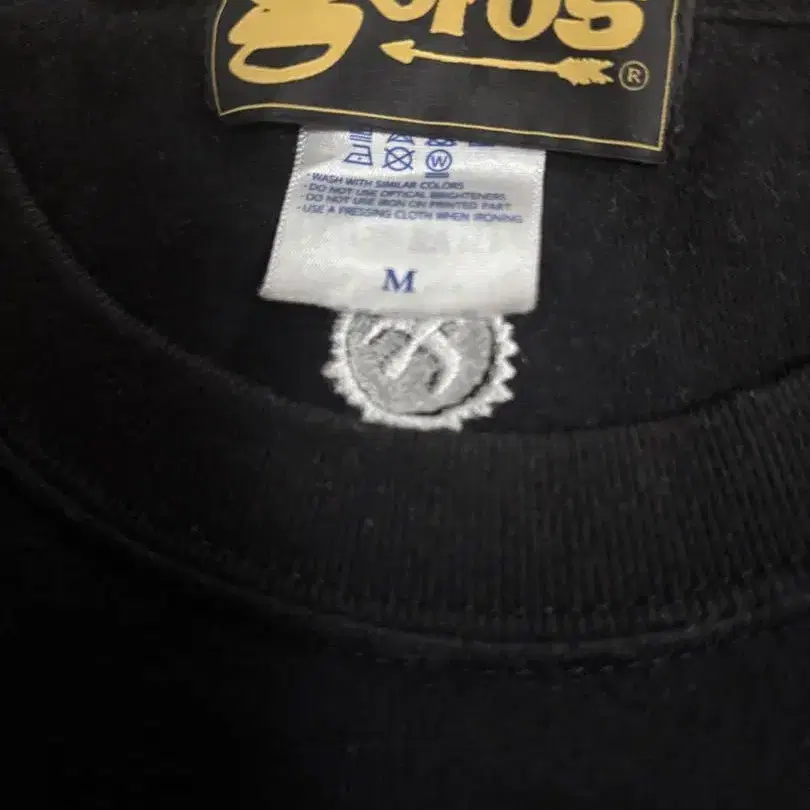 goros
®
W
· WASH WITH SIMILAR COLORS
· DO NOT USE OPTICAL BRIGHTENERS
· DO NOT USE IRON ON PRINTED PART
· USE A PRESSING CLOTH WHEN IRONING
M